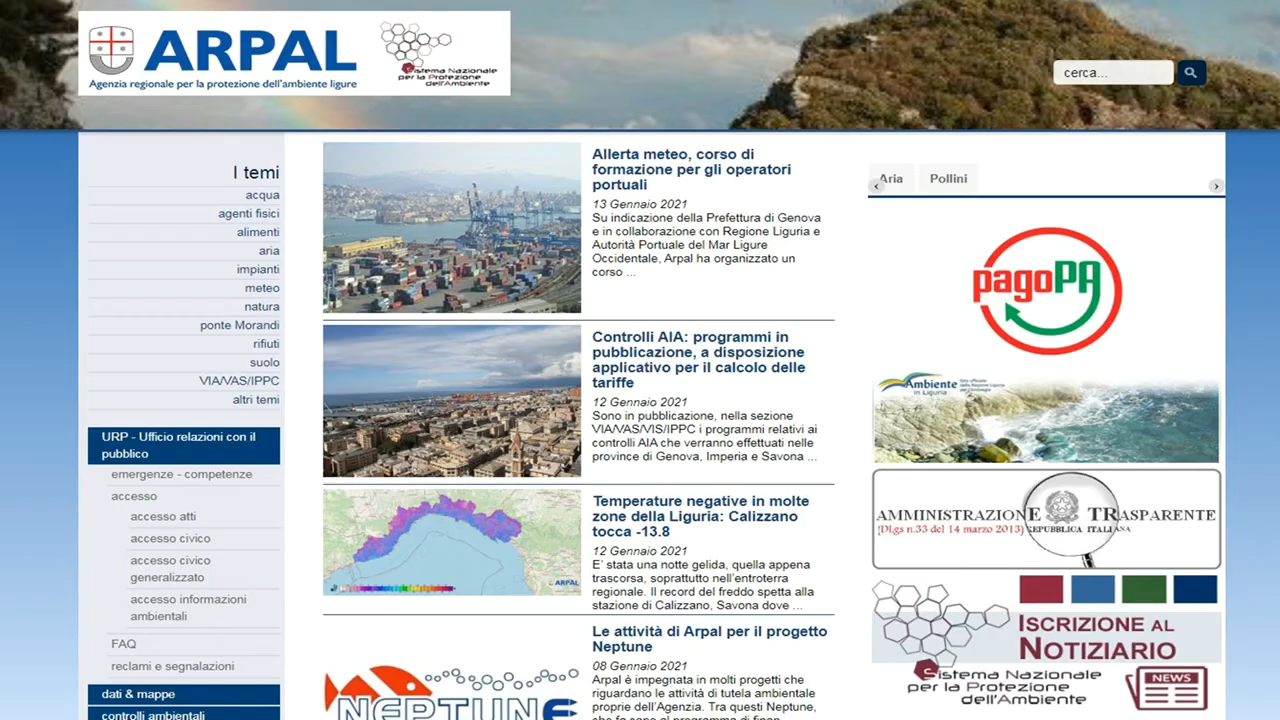 ARPAL
Agenzia regionale per la protezione dell'ambiente ligure
Sistema Nazionale
per la Protezione
dell'Ambiente
cerca...
I temi
acqua
agenti fisici
alimenti
aria
impianti
meteo
natura
ponte Morandi
rifiuti
suolo
VIA/VAS/IPPC
altri temi
URP - Ufficio relazioni con il
pubblico
emergenze - competenze
accesso
accesso atti
accesso civico
accesso civico
generalizzato
accesso informazioni
ambientali
FAQ
reclami e segnalazioni
dati & mappe
controlli ambientali
Allerta meteo, corso di
formazione per gli operatori
portuali
13 Gennaio 2021
Su indicazione della Prefettura di Genova
e in collaborazione con Regione Liguria e
Autorità Portuale del Mar Ligure
Occidentale, Arpal ha organizzato un
corso ...
Controlli AIA: programmi in
pubblicazione, a disposizione
applicativo per il calcolo delle
tariffe
12 Gennaio 2021
Sono in pubblicazione, nella sezione
VIA/VAS/VIS/IPPC i programmi relativi ai
controlli AIA che verranno effettuati nelle
province di Genova, Imperia e Savona ...
ARPAL
Temperature negative in molte
zone della Liguria: Calizzano
tocca -13.8
12 Gennaio 2021
E' stata una notte gelida, quella appena
trascorsa, soprattutto nell'entroterra
regionale. Il record del freddo spetta alla
stazione di Calizzano, Savona dove ...
NEPTUNE
Le attività di Arpal per il progetto
Neptune
08 Gennaio 2021
Arpal è impegnata in molti progetti che
riguardano le attività di tutela ambientale
proprie dell'Agenzia. Tra questi Neptune,
che fa capo al programma di finan
Aria
Pollini
pagoPA
Ambiente
in Liguria
AMMINISTRAZIONE TRASPARENTE
(Dlgs n.33 del 14 marzo 2013)
REPUBBLICA ITALIANA
ISCRIZIONE AL
NOTIZIARIO
Sistema Nazionale
per la Protezione
dell'Ambiente
NEWS